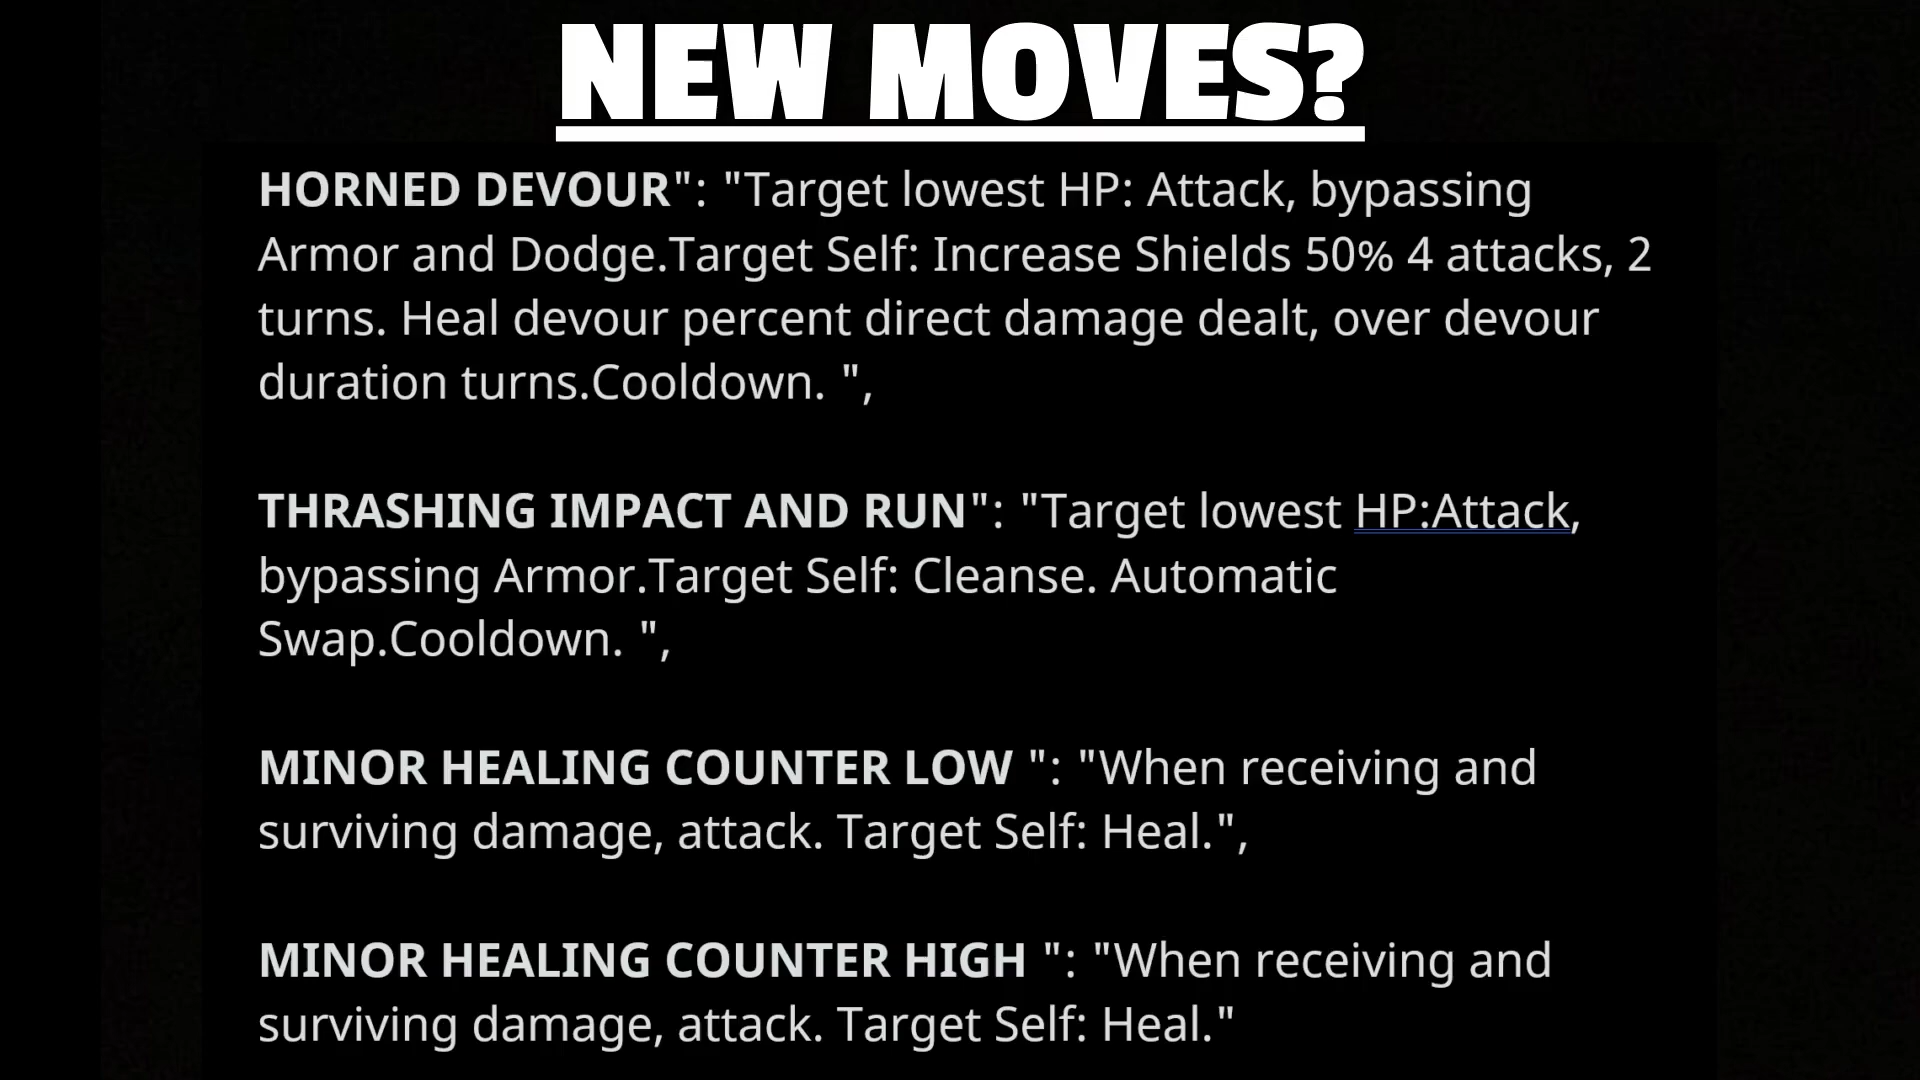 NEW MOVES?
HORNED DEVOUR": "Target lowest HP: Attack, bypassing
Armor and Dodge.Target Self: Increase Shields 50% 4 attacks, 2
turns. Heal devour percent direct damage dealt, over devour
duration turns.Cooldown. ",
THRASHING IMPACT AND RUN": "Target lowest HP:Attack,
bypassing Armor.Target Self: Cleanse. Automatic
Swap.Cooldown. ",
MINOR HEALING COUNTER LOW ": "When receiving and
surviving damage, attack. Target Self: Heal.",
MINOR HEALING COUNTER HIGH ": "When receiving and
surviving damage, attack. Target Self: Heal."